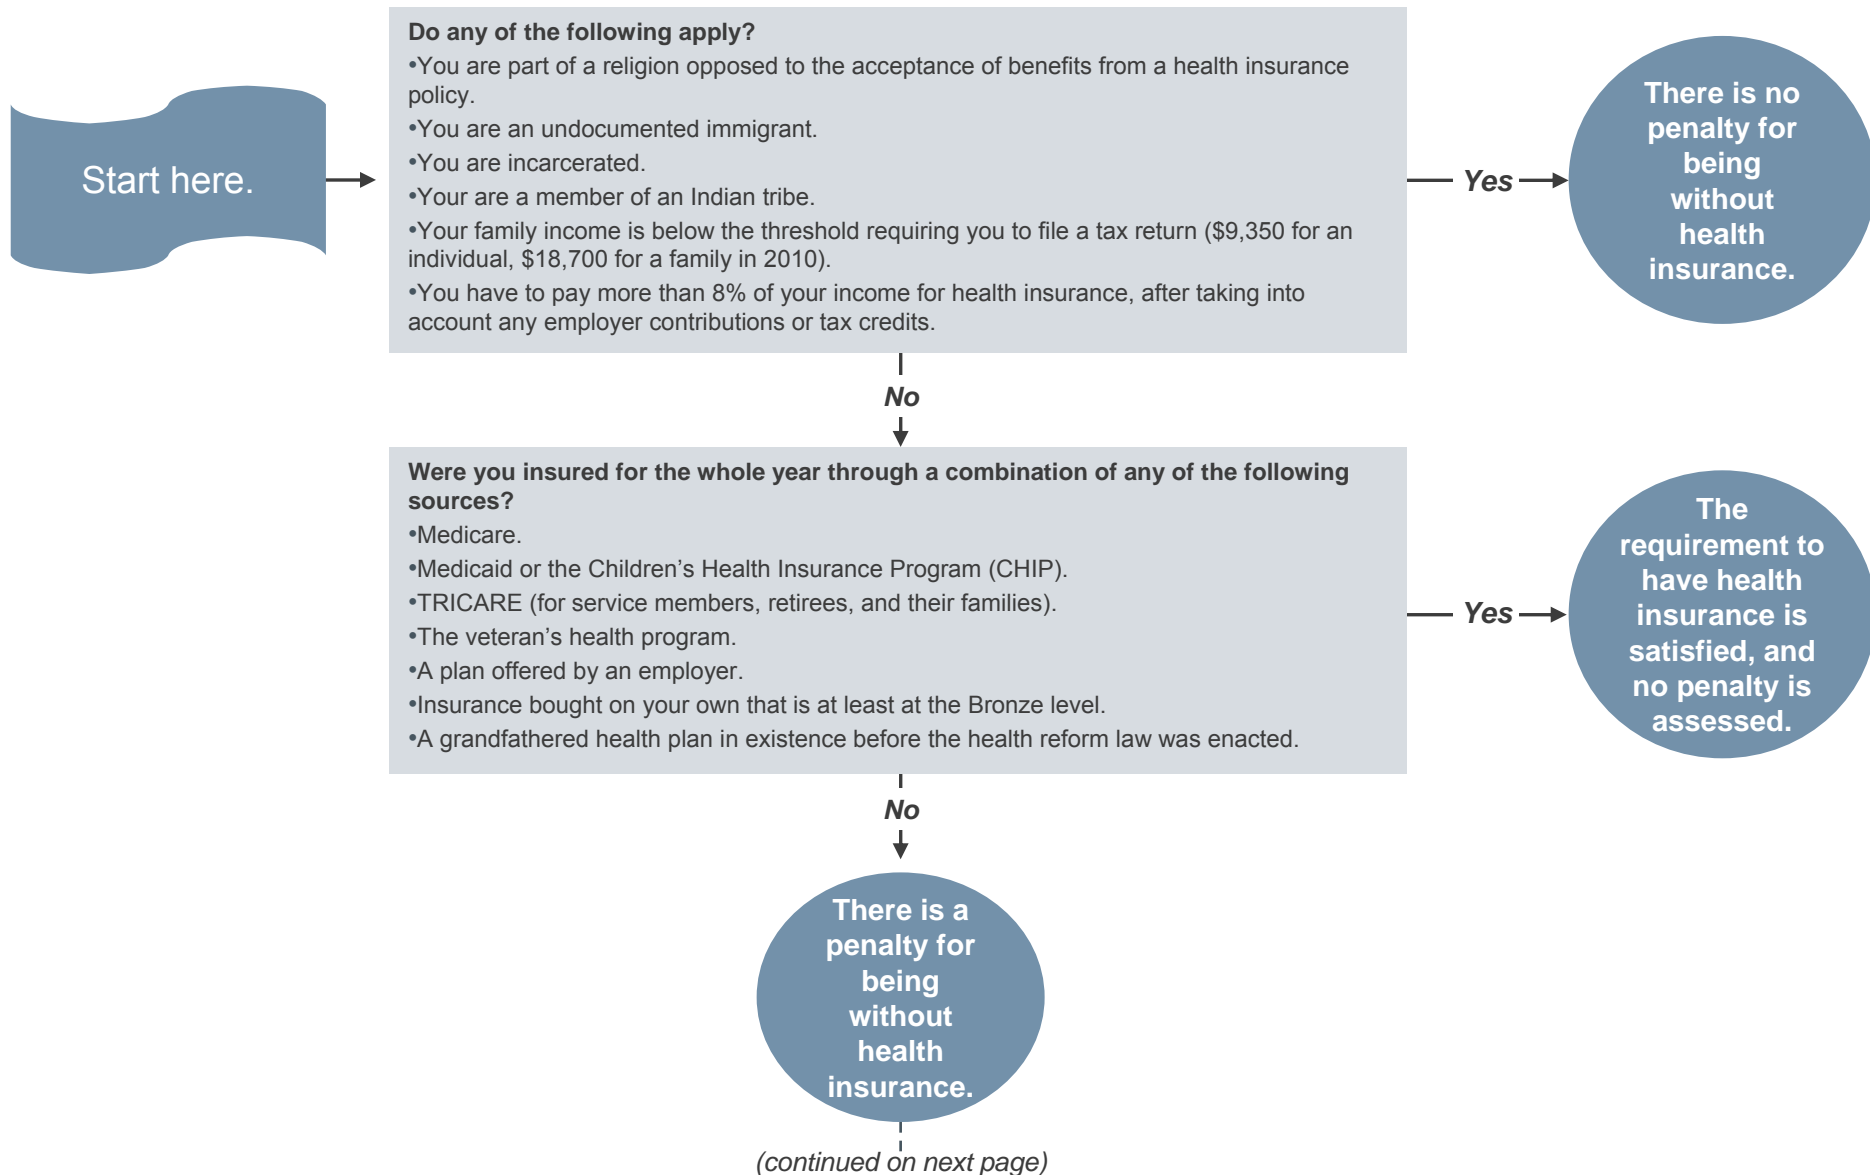 Start here.
Do any of the following apply?
•You are part of a religion opposed to the acceptance of benefits from a health insurance
policy.
•You are an undocumented immigrant.
•You are incarcerated.
•Your are a member of an Indian tribe.
•Your family income is below the threshold requiring you to file a tax return ($9,350 for an
individual, $18,700 for a family in 2010).
•You have to pay more than 8% of your income for health insurance, after taking into
account any employer contributions or tax credits.
Yes
There is no
penalty for
being
without
health
insurance.
No
Were you insured for the whole year through a combination of any of the following
sources?
•Medicare.
•Medicaid or the Children’s Health Insurance Program (CHIP).
•TRICARE (for service members, retirees, and their families).
•The veteran’s health program.
•A plan offered by an employer.
•Insurance bought on your own that is at least at the Bronze level.
•A grandfathered health plan in existence before the health reform law was enacted.
Yes
The
requirement to
have health
insurance is
satisfied, and
no penalty is
assessed.
No
There is a
penalty for
being
without
health
insurance.
(continued on next page)